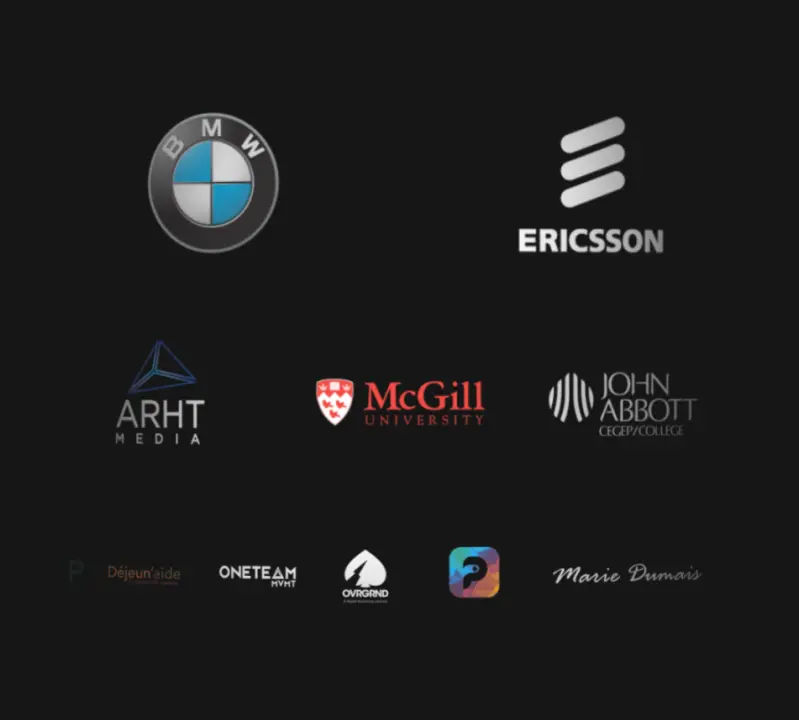 BMW
ERICSSON
ARHT
MEDIA
McGill
UNIVERSITY
JOHN
ABBOTT
CEGEP/COLLEGE
P
Déjeun'aide
ONETEAM
MVMT
OVRGRND
P
Marie Dumais